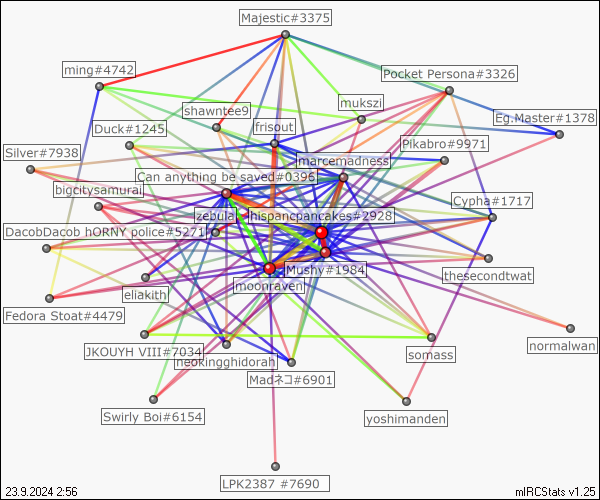 Majestic#3375
ming#4742
Pocket Persona#3326
mukszi
shawntee9
Eg.Master#1378
Duck#1245
frisout
Pikabro#9971
Silver#7938
marcemadness
Can anything be saved#0396
bigcitysamurai
Cypha#1717
zebulal
hispanicpancakes#2928
DacobDacob hORNY police#5271
Mushy#1984
thesecondtwat
moonraven
eliakith
Fedora Stoat#4479
normalwan
somass
JKOUYH VIII#7034
neokingghidorah
Madネコ#6901
Swirly Boi#6154
yoshimanden
LPK2387 #7690
23.9.2024 2:56
mIRCStats v1.25